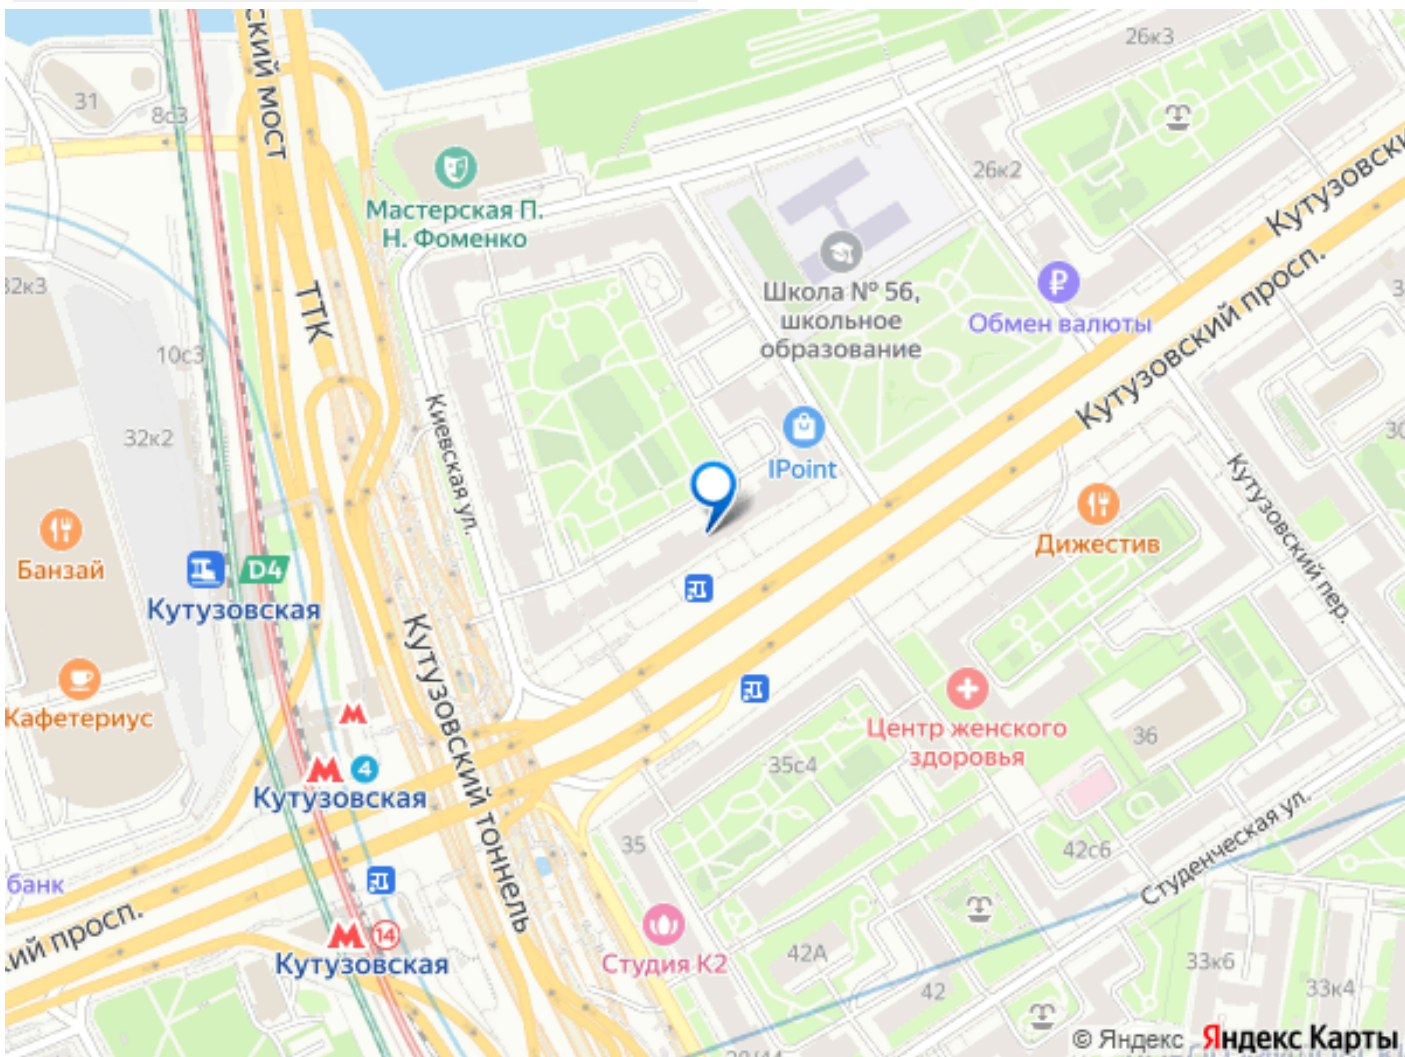 ский мост
31
8с3
26к3
26к2
Мастерская П.
Н. Фоменко
Кутузовски
Кутузовский просп.
32к3
ТТК
Школа № 56,
школьное
образование
Обмен валюты
10с3
Киевская ул.
32к2
IPoint
30
Кутузовский пер.
Банзай
D4
Кутузовская
Дижестив
Кутузовский тоннель
Кафетериус
Центр женского
здоровья
36
35с4
4
Кутузовская
35
42с6
Студенческая ул.
банк
кий просп.
14
Кутузовская
Студия К2
42А
42
33к6
33к4
© Яндекс Яндекс Карты